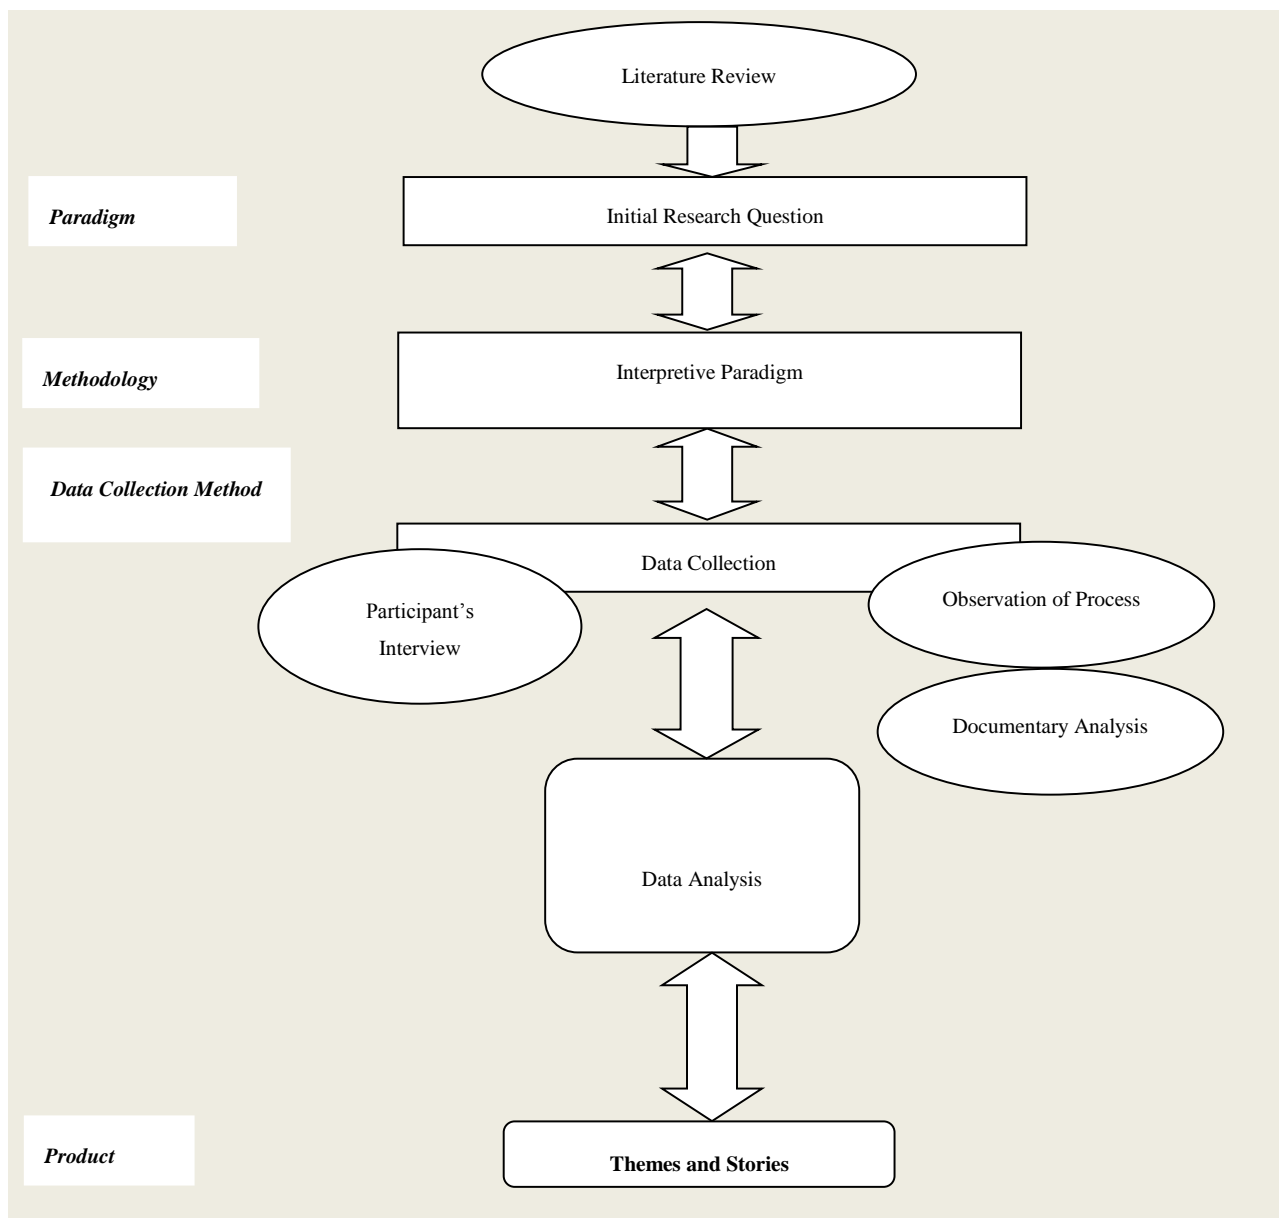 Literature Review
Paradigm
Initial Research Question
Methodology
Interpretive Paradigm
Data Collection Method
Data Collection
Participant’s
Interview
Observation of Process
Documentary Analysis
Data Analysis
Product
Themes and Stories